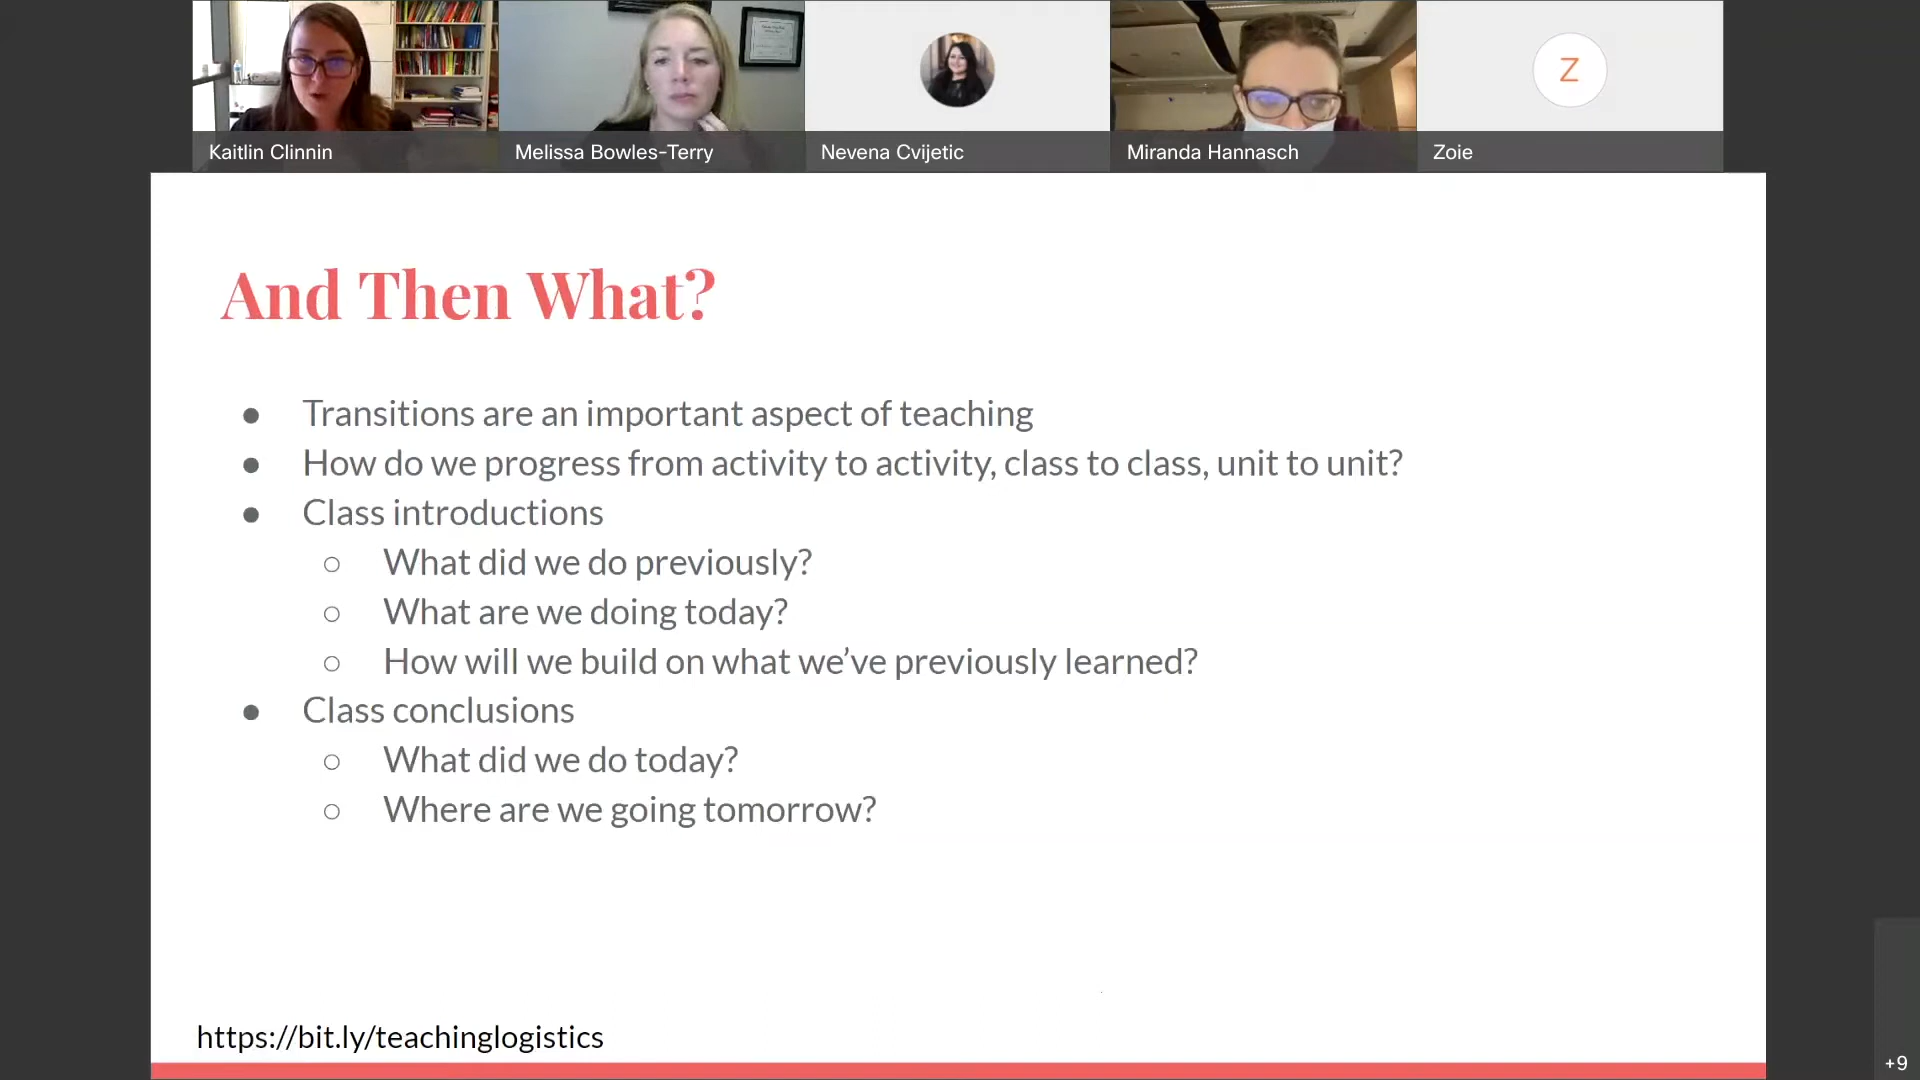 Z
Kaitlin Clinnin
Melissa Bowles-Terry
Nevena Cvijetic
Miranda Hannasch
Zoie
And Then What?
● Transitions are an important aspect of teaching
● How do we progress from activity to activity, class to class, unit to unit?
● Class introductions
○ What did we do previously?
○ What are we doing today?
○ How will we build on what we’ve previously learned?
● Class conclusions
○ What did we do today?
○ Where are we going tomorrow?
https://bit.ly/teachinglogistics
+9